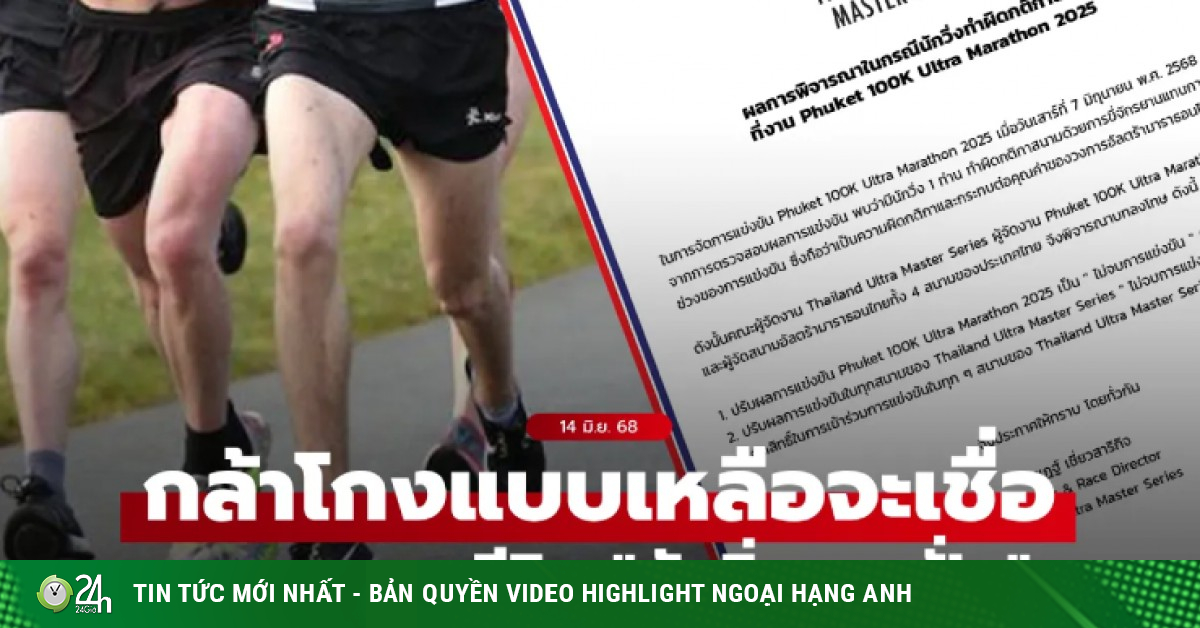 MASTER
ผลการพิจารณาในกรณีนักวิ่งทำผิดกติกา
ที่งาน Phuket 100K Ultra Marathon 2025
ในการจัดการแข่งขัน Phuket 100K Ultra Marathon 2025 เมื่อวันเสาร์ที่ 7 มิถุนายน พ.ศ. 2568
จากการตรวจสอบผลการแข่งขัน พบว่ามีนักวิ่ง 1 ท่าน ทำผิดกติกาสนามด้วยการขี่จักรยานแทนการ
ช่วงของการแข่งขัน ซึ่งถือว่าเป็นความผิดกติกาและกระทบต่อคุณค่าของวงการอัลตร้ามาราธอน
ดังนั้นคณะผู้จัดงาน Thailand Ultra Master Series ผู้จัดงาน Phuket 100K Ultra
และผู้จัดสนามอัลตร้ามาราธอนไทยทั้ง 4 สนามของประเทศไทย จึงพิจารณาบทลงโทษ ดังนี้
1. ปรับผลการแข่งขัน Phuket 100K Ultra Marathon 2025 เป็น " ไม่จบการแข่งขัน "
2. ปรับผลการแข่งขันในทุกสนามของ Thailand Ultra Master Series " ไม่จบการแข่ง
สิทธิ์ในการเข้าร่วมการแข่งขันในทุก ๆ สนามของ Thailand Ultra Master
ประกาศให้ทราบ โดยทั่วกัน
เชี่ยวสาริกิจ
& Race Director
Master Series
14 มิ.ย. 68
กล้าโกงแบบเหลือจะเชื่อ
24h
24Giờ
TIN TỨC MỚI NHẤT - BẢN QUYỀN VIDEO HIGHLIGHT NGOẠI HẠNG ANH